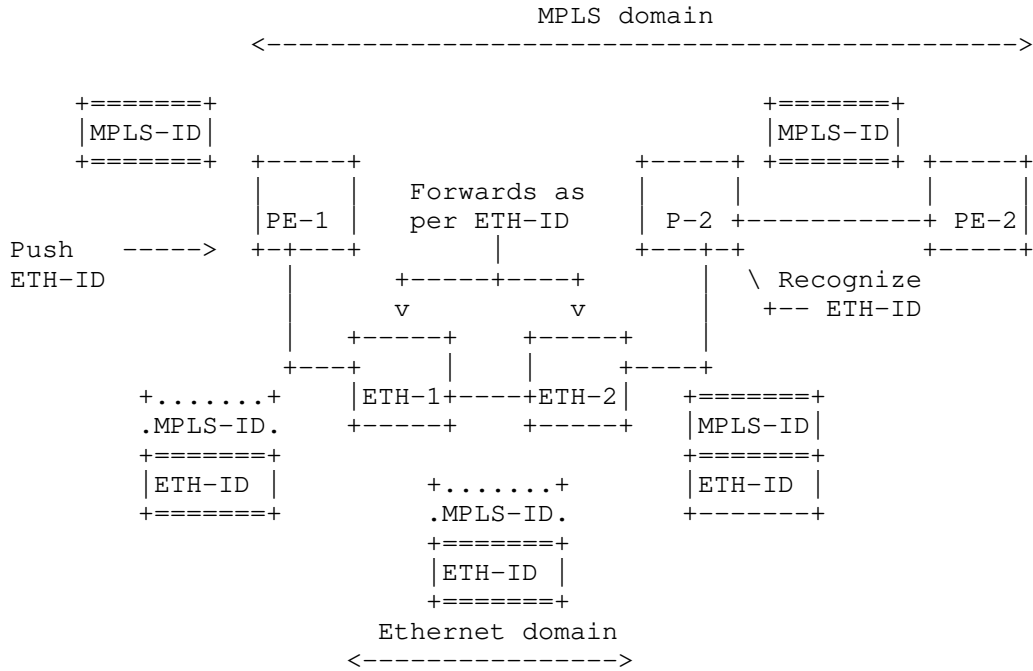 MPLS domain
MPLS-ID
MPLS-ID
Forwards as
PE-1 per ETH-ID P-2 PE-2
Push
ETH-ID
Recognize
v v ETH-ID
ETH-1 ETH-2
MPLS-ID MPLS-ID
ETH-ID ETH-ID
MPLS-ID
ETH-ID
Ethernet domain